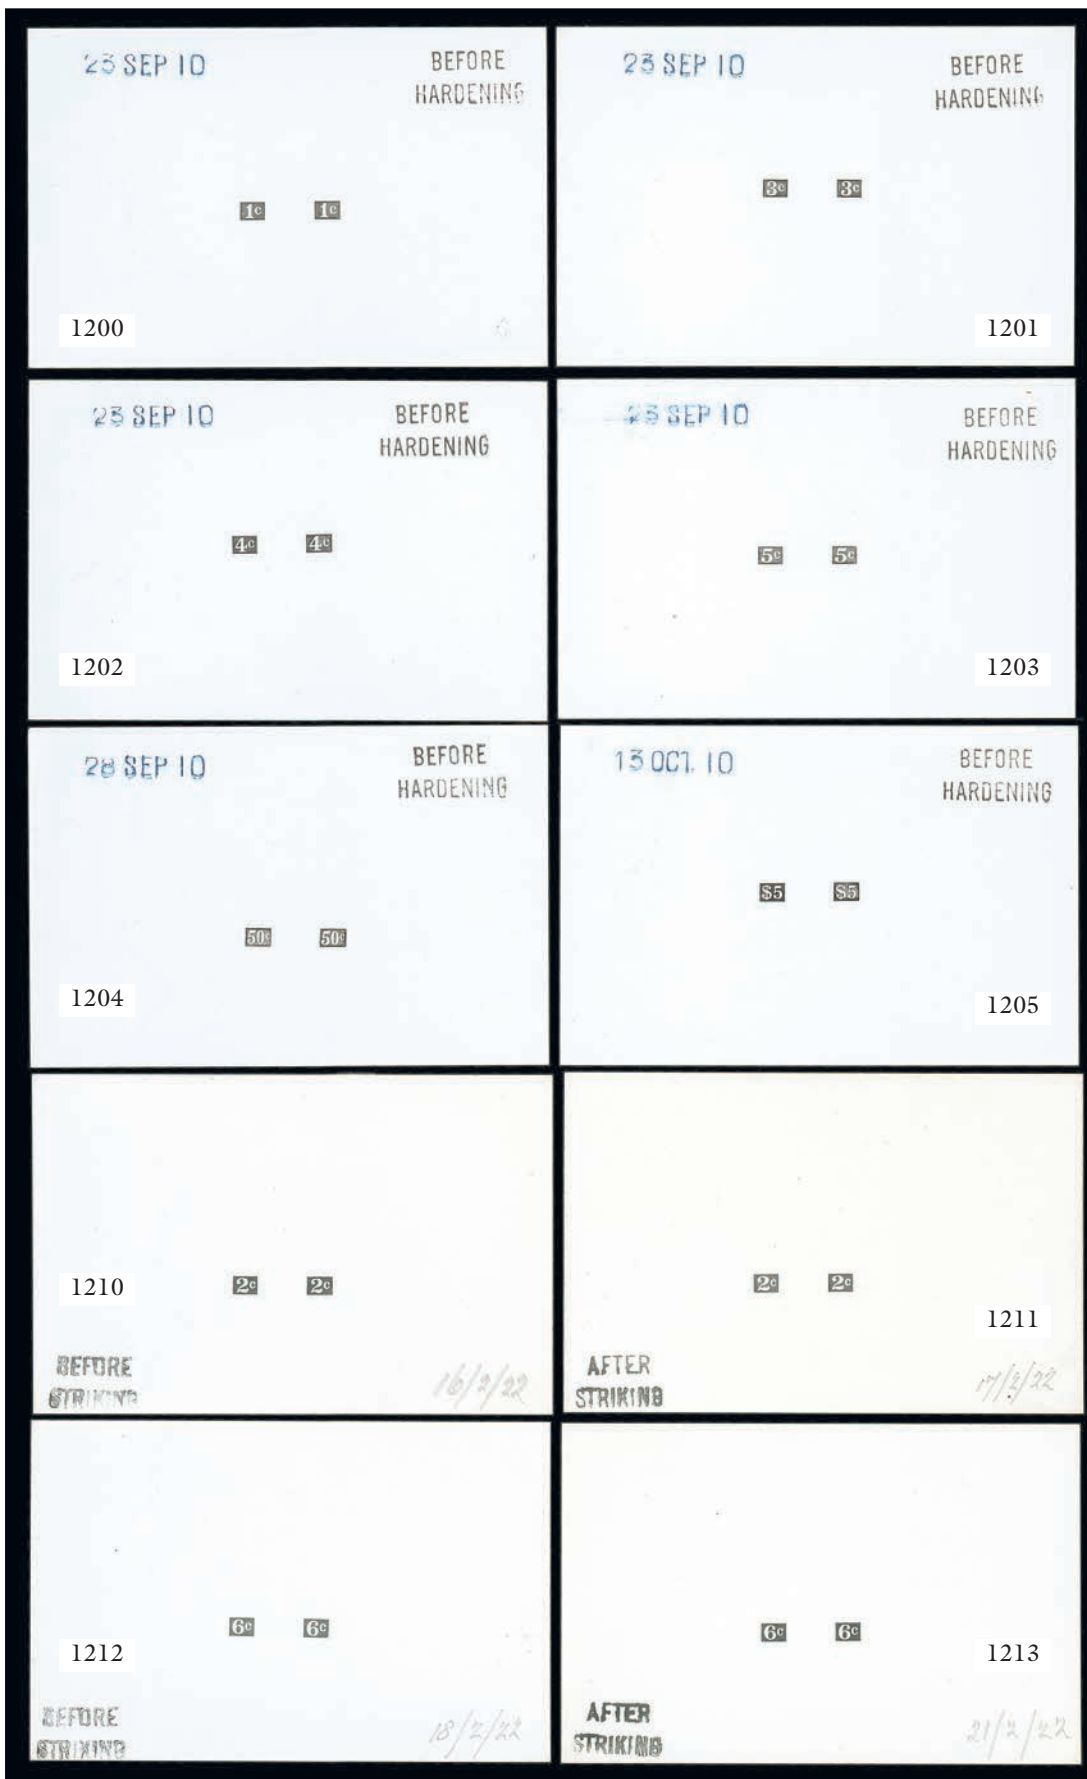 23 SEP 10
BEFORE
HARDENING
1c 1c
1200
23 SEP 10
BEFORE
HARDENING
3c 3c
1201
23 SEP 10
BEFORE
HARDENING
4c 4c
1202
23 SEP 10
BEFORE
HARDENING
5c 5c
1203
28 SEP 10
BEFORE
HARDENING
50c 50c
1204
13 OCT. 10
BEFORE
HARDENING
$5 $5
1205
1210
2c 2c
BEFORE
STRIKING
16/2/22
2c 2c
1211
AFTER
STRIKING
17/2/22
6c 6c
1212
BEFORE
STRIKING
18/2/22
6c 6c
1213
AFTER
STRIKING
21/2/22